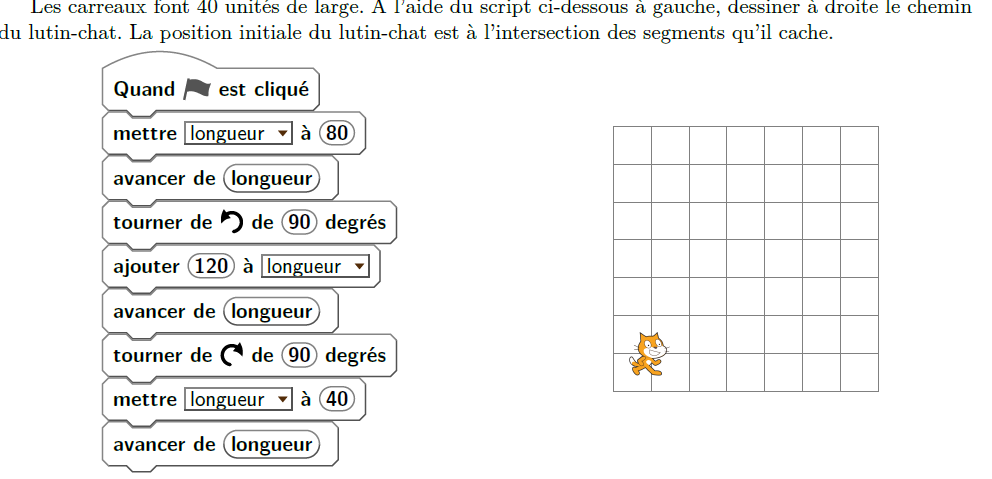 Les carreaux font 40 unités de large. A l'aide du script ci-dessous à gauche, dessiner à droite le chemin
du lutin-chat. La position initiale du lutin-chat est à l'intersection des segments qu'il cache.
Quand est cliqué
mettre longueur à 80
avancer de longueur
tourner de de 90 degrés
ajouter 120 à longueur
avancer de longueur
tourner de de 90 degrés
mettre longueur à 40
avancer de longueur